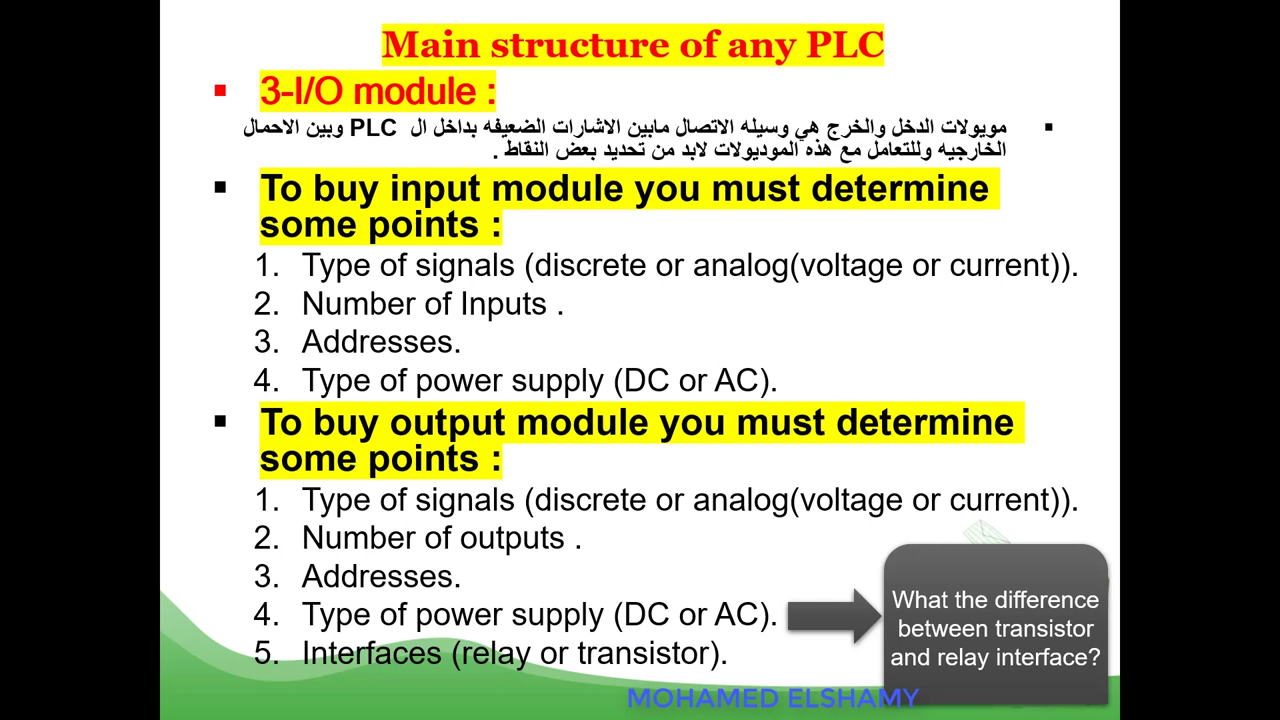 Main structure of any PLC
▪ 3-I/O module :
▪ مويولات الدخل والخرج هي وسيله الاتصال مابين الاشارات الضعيفه بداخل ال PLC وبين الاحمال
الخارجيه وللتعامل مع هذه الموديولات لابد من تحديد بعض النقاط .
▪ To buy input module you must determine
some points :
1. Type of signals (discrete or analog(voltage or current)).
2. Number of Inputs .
3. Addresses.
4. Type of power supply (DC or AC).
▪ To buy output module you must determine
some points :
1. Type of signals (discrete or analog(voltage or current)).
2. Number of outputs .
3. Addresses.
4. Type of power supply (DC or AC).
5. Interfaces (relay or transistor).
What the difference
between transistor
and relay interface?
MOHAMED ELSHAMY